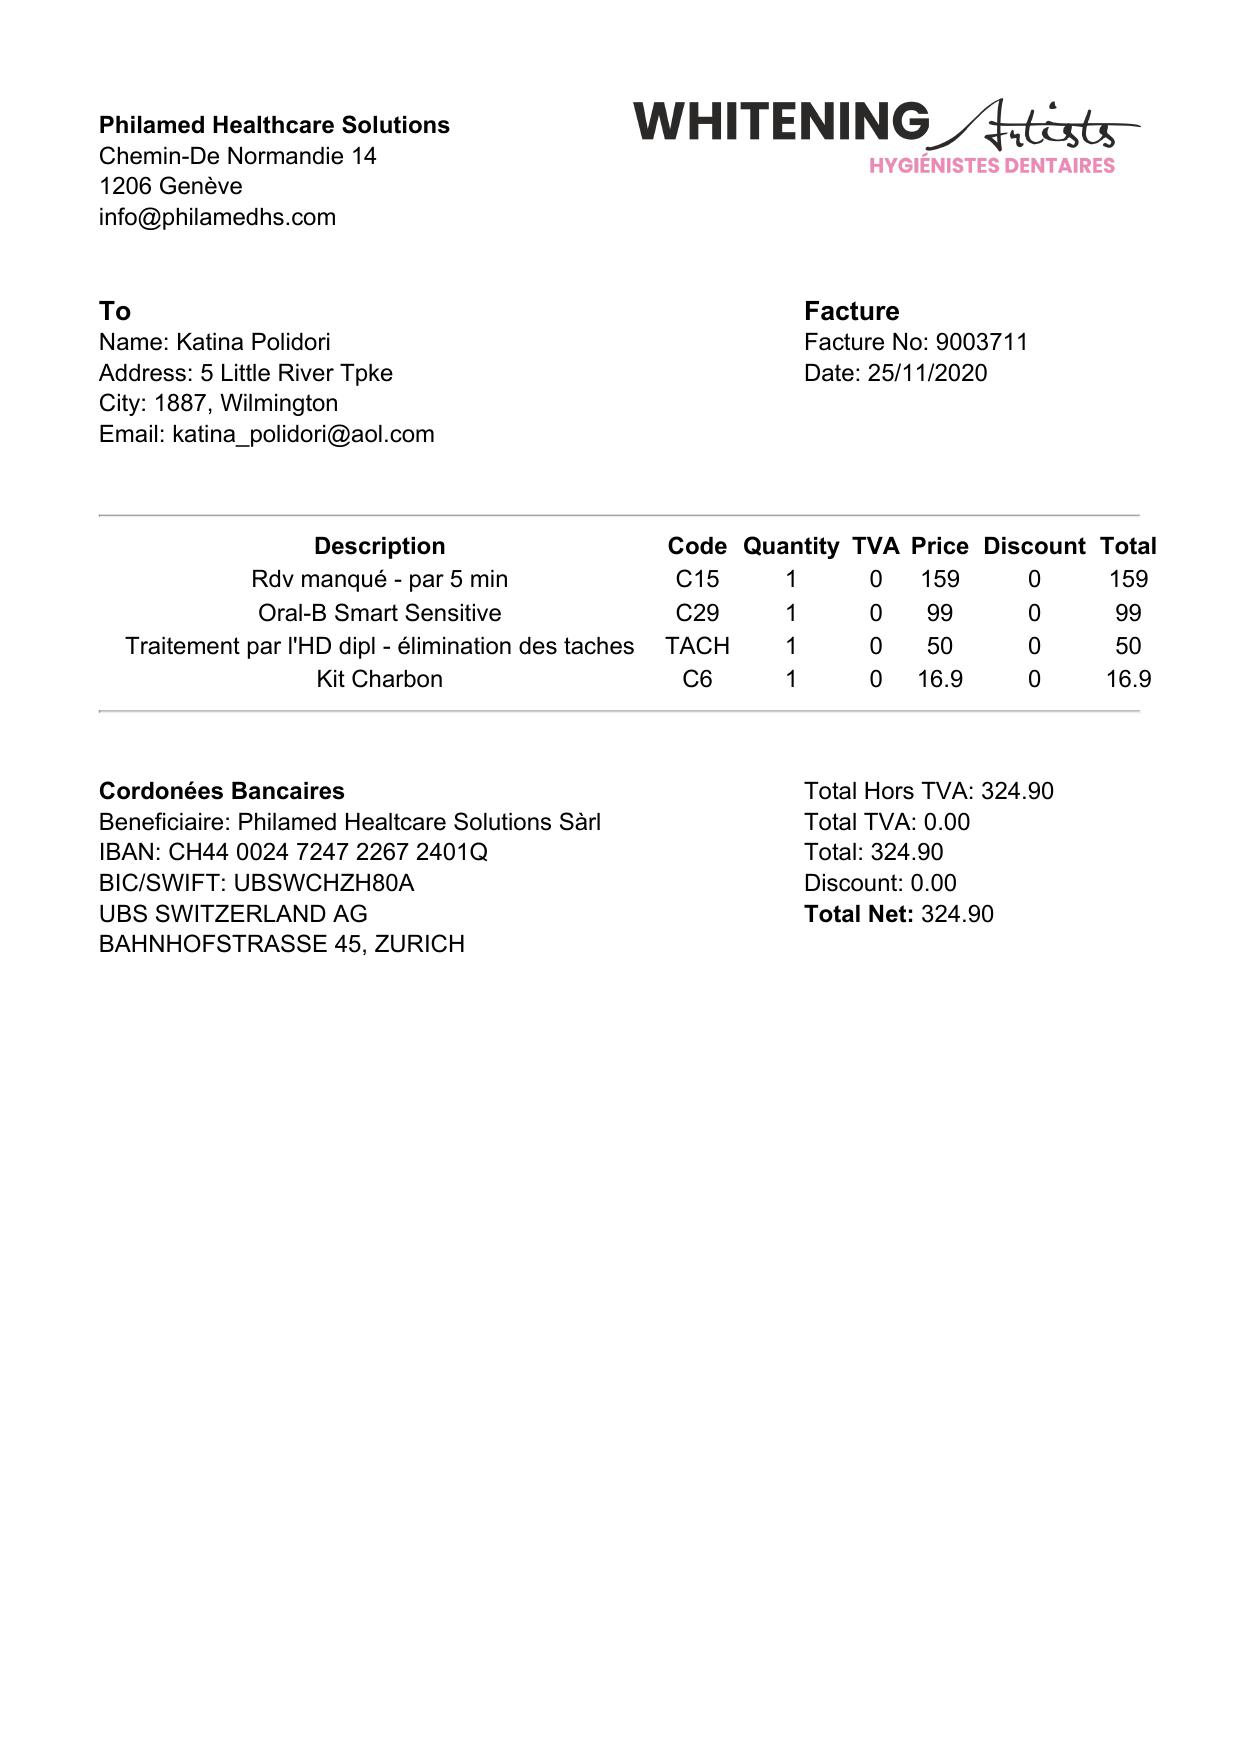 Philamed Healthcare Solutions
Chemin-De Normandie 14
1206 Genève
info@philamedhs.com
WHITENING Artists
HYGIÉNISTES DENTAIRES
To
Name: Katina Polidori
Address: 5 Little River Tpke
City: 1887, Wilmington
Email: katina_polidori@aol.com
Facture
Facture No: 9003711
Date: 25/11/2020
Description Code Quantity TVA Price Discount Total
Rdv manqué - par 5 min C15 1 0 159 0 159
Oral-B Smart Sensitive C29 1 0 99 0 99
Traitement par l'HD dipl - élimination des taches TACH 1 0 50 0 50
Kit Charbon C6 1 0 16.9 0 16.9
Cordonées Bancaires
Beneficiaire: Philamed Healtcare Solutions Sàrl
IBAN: CH44 0024 7247 2267 2401Q
BIC/SWIFT: UBSWCHZH80A
UBS SWITZERLAND AG
BAHNHOFSTRASSE 45, ZURICH
Total Hors TVA: 324.90
Total TVA: 0.00
Total: 324.90
Discount: 0.00
Total Net: 324.90